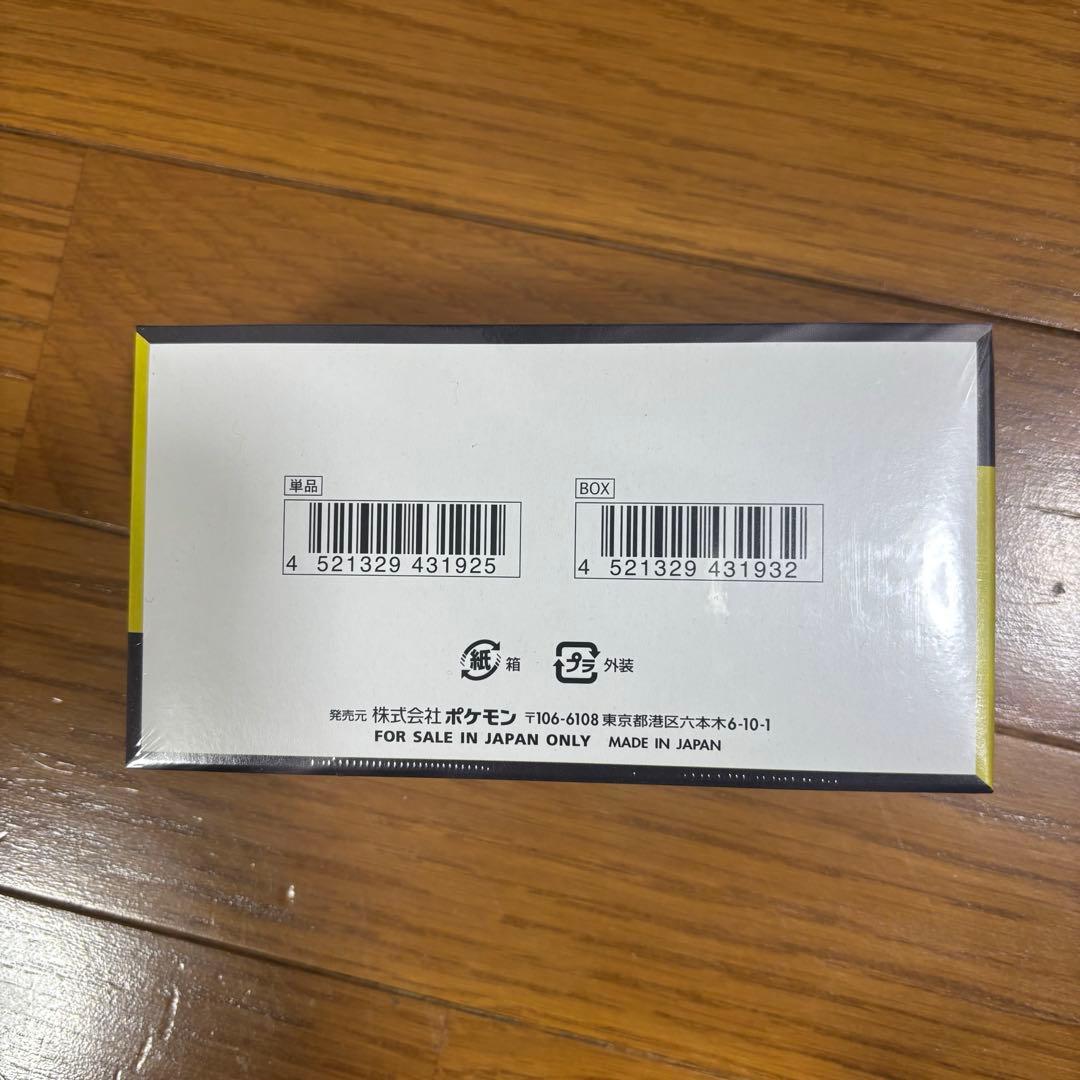 単品
BOX
4 521329 431925
4 521329 431932
紙 箱
プラ 外装
発売元 株式会社ポケモン 〒106-6108 東京都港区六本木6-10-1
FOR SALE IN JAPAN ONLY MADE IN JAPAN